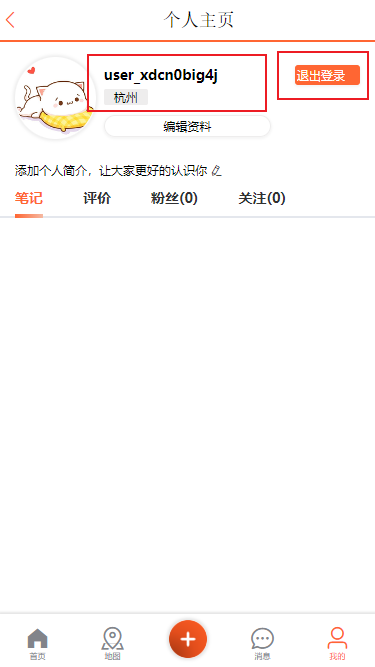 个人主页
user_xdcn0big4j
退出登录
杭州
编辑资料
添加个人简介，让大家更好的认识你
笔记 评价 粉丝(0) 关注(0)
首页 地图 消息 我的